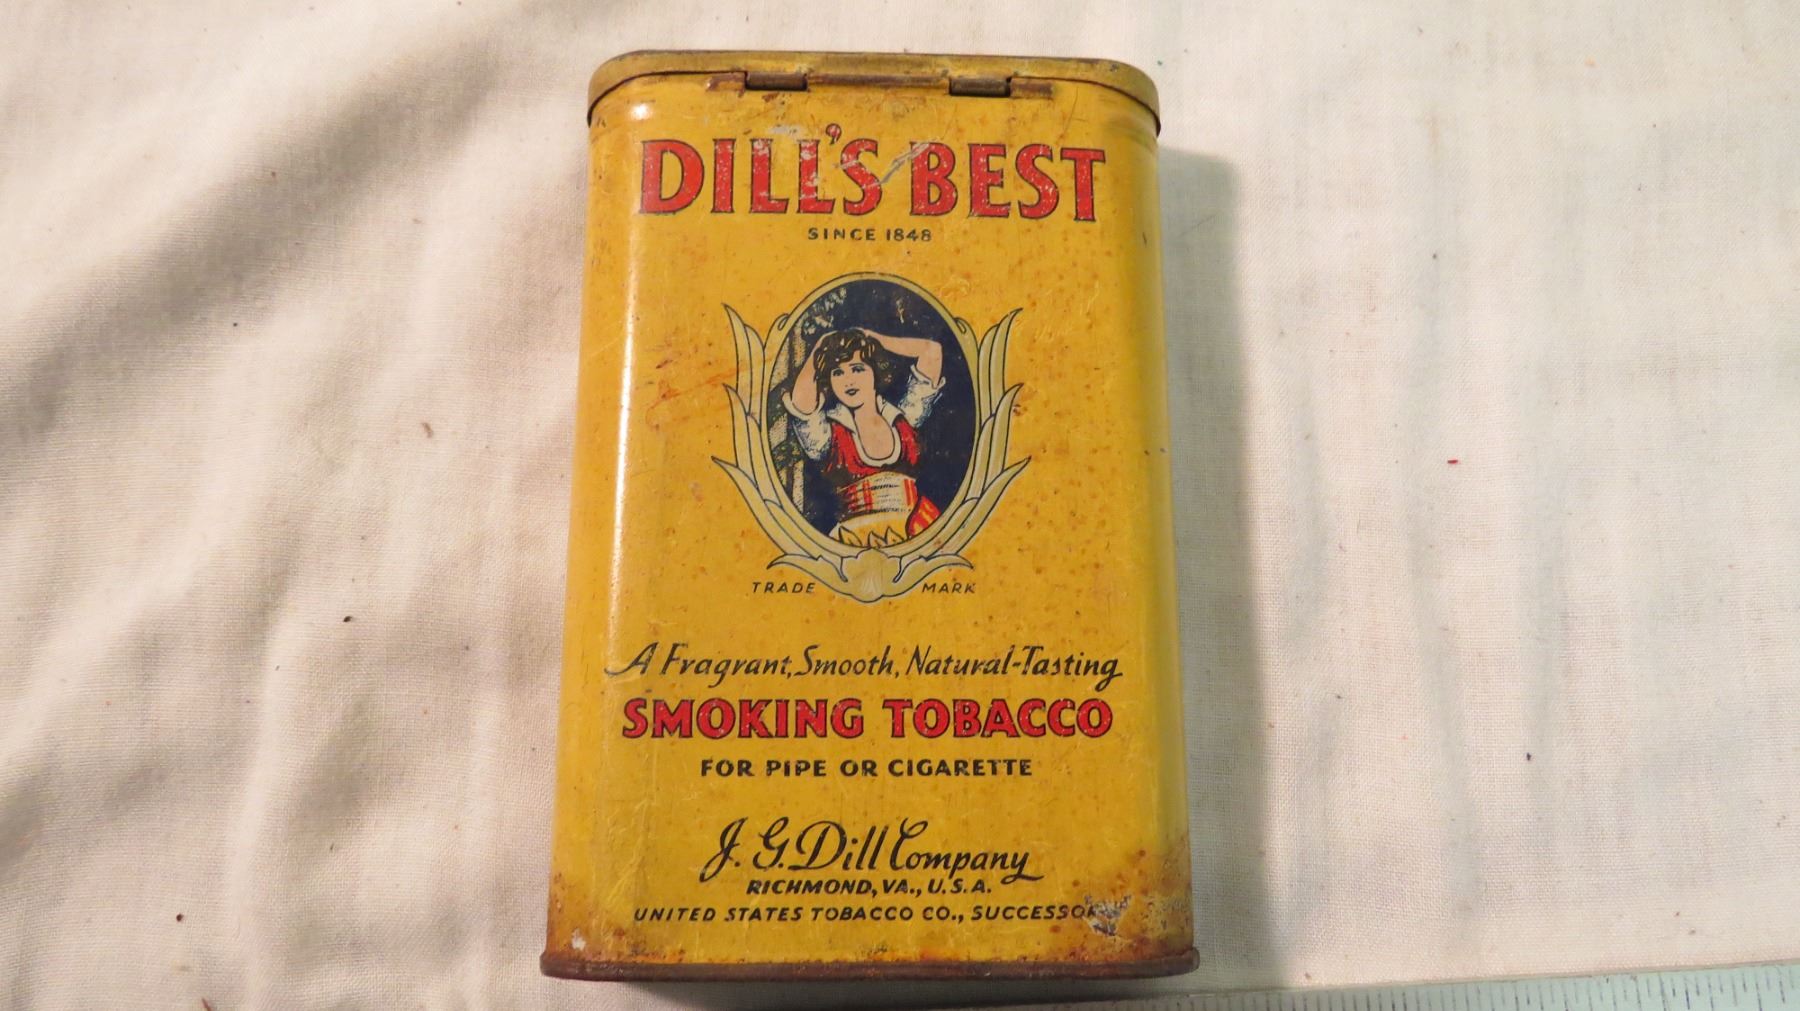 DILL'S BEST
SINCE 1848
TRADE MARK
A Fragrant, Smooth, Natural-Tasting
SMOKING TOBACCO
FOR PIPE OR CIGARETTE
J. G. Dill Company
RICHMOND, VA., U.S.A.
UNITED STATES TOBACCO CO., SUCCESSOR